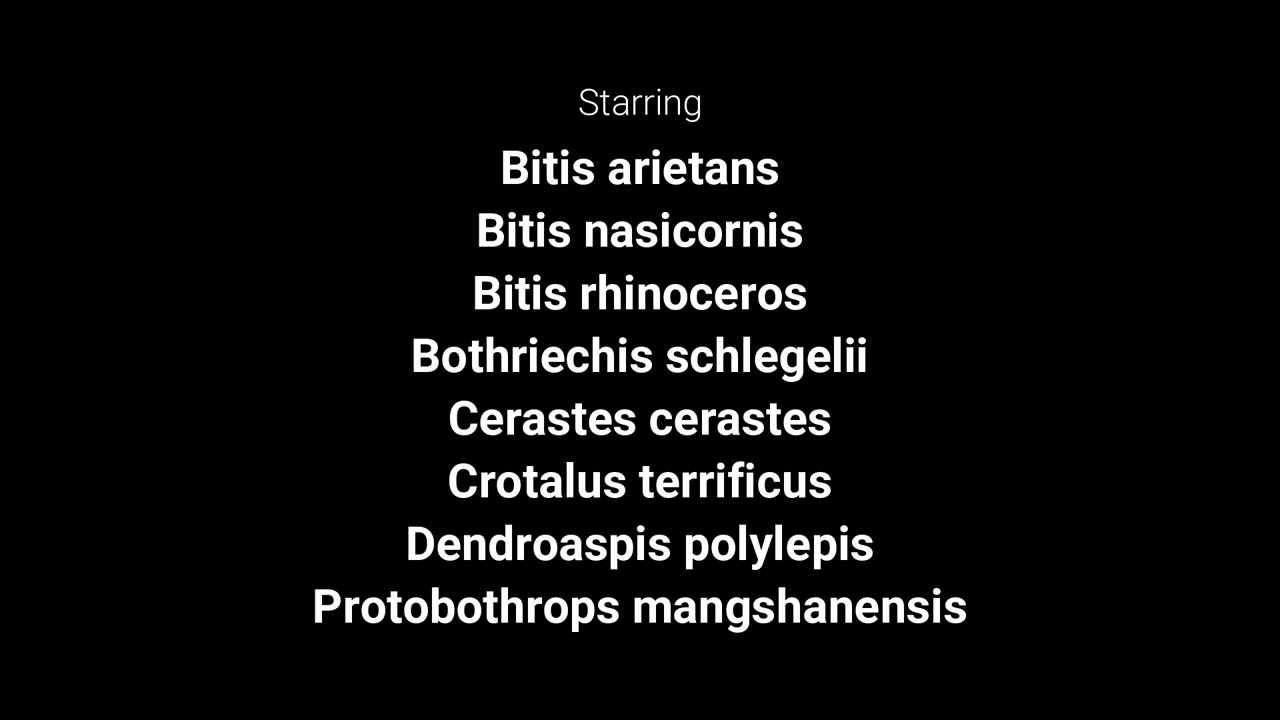 Starring
Bitis arietans
Bitis nasicornis
Bitis rhinoceros
Bothriechis schlegelii
Cerastes cerastes
Crotalus terrificus
Dendroaspis polylepis
Protobothrops mangshanensis